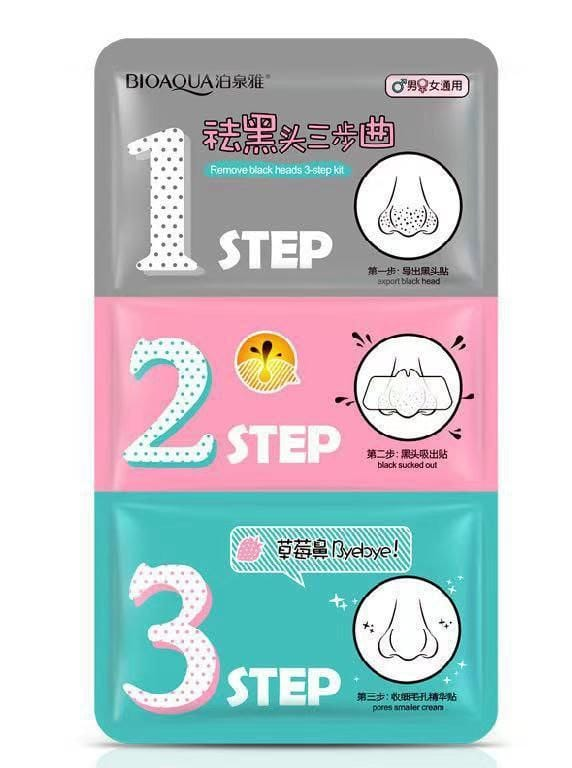 BIOAQUA泊泉雅®
男女通用
祛黑头三步曲
Remove black heads 3-step kit
1 STEP
第一步：导出黑头贴
export black head
2 STEP
第二步：黑头吸出贴
black sucked out
草莓鼻Byebye！
3 STEP
第三步：收细毛孔精华贴
pores smaler cream